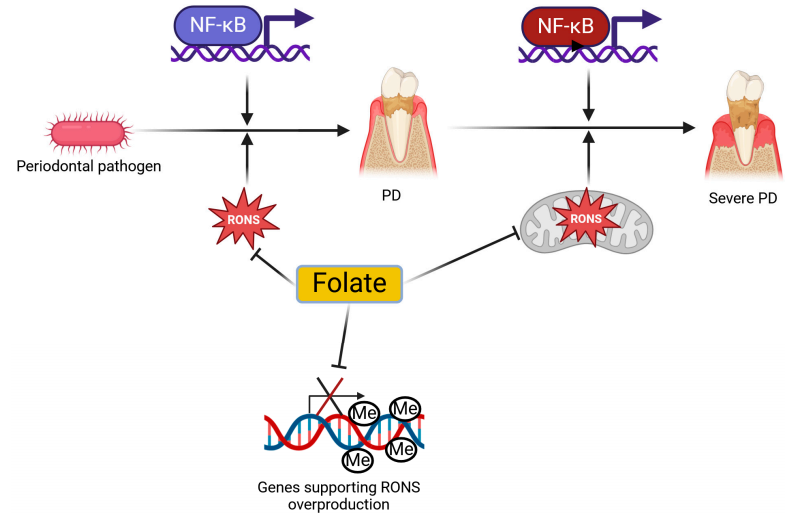 NF-κB
NF-κB
Periodontal pathogen
PD
Severe PD
RONS
RONS
Folate
Me
Me
Me
Me
Genes supporting RONS
overproduction